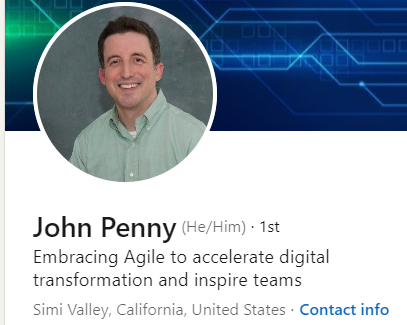 John Penny (He/Him) · 1st
Embracing Agile to accelerate digital
transformation and inspire teams
Simi Valley, California, United States · Contact info